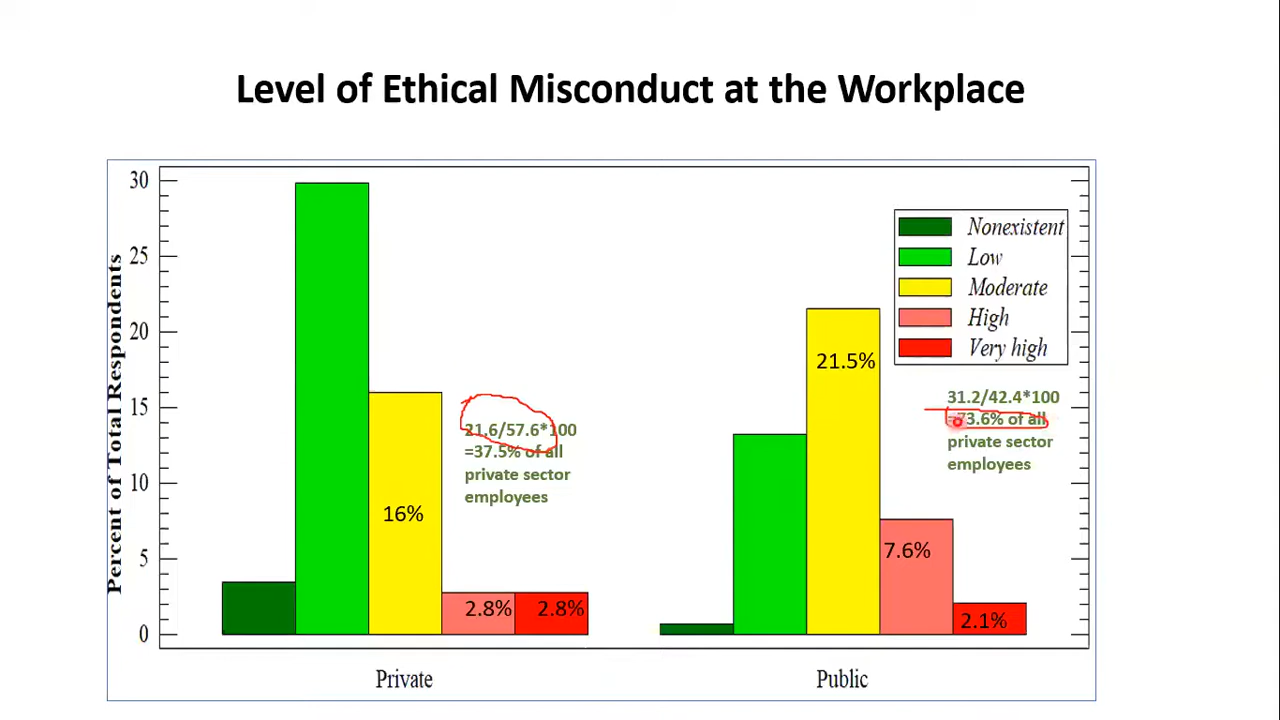 Level of Ethical Misconduct at the Workplace
Percent of Total Respondents
30
25
20
15
10
5
0
Nonexistent
Low
Moderate
High
Very high
16%
2.8%
2.8%
21.6/57.6*100
=37.5% of all
private sector
employees
21.5%
7.6%
2.1%
31.2/42.4*100
=73.6% of all
private sector
employees
Private
Public